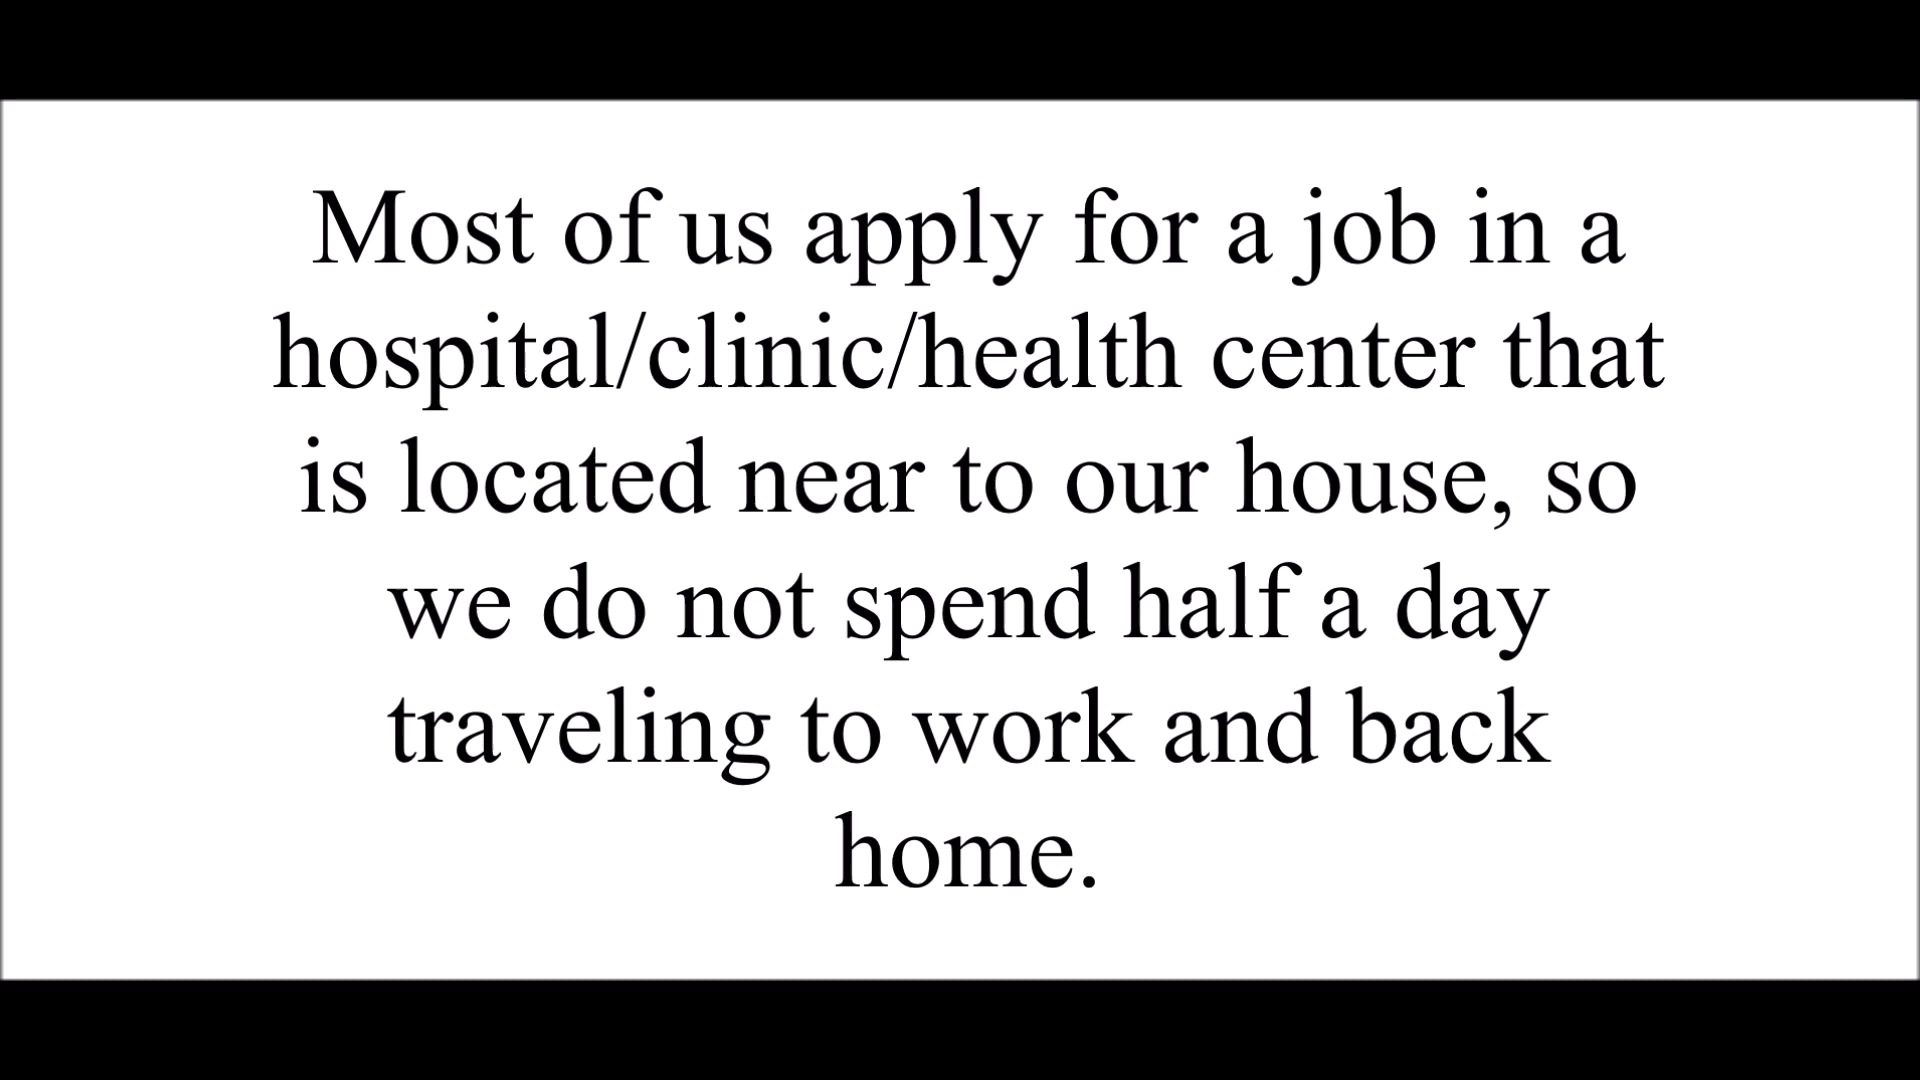 Most of us apply for a job in a
hospital/clinic/health center that
is located near to our house, so
we do not spend half a day
traveling to work and back
home.